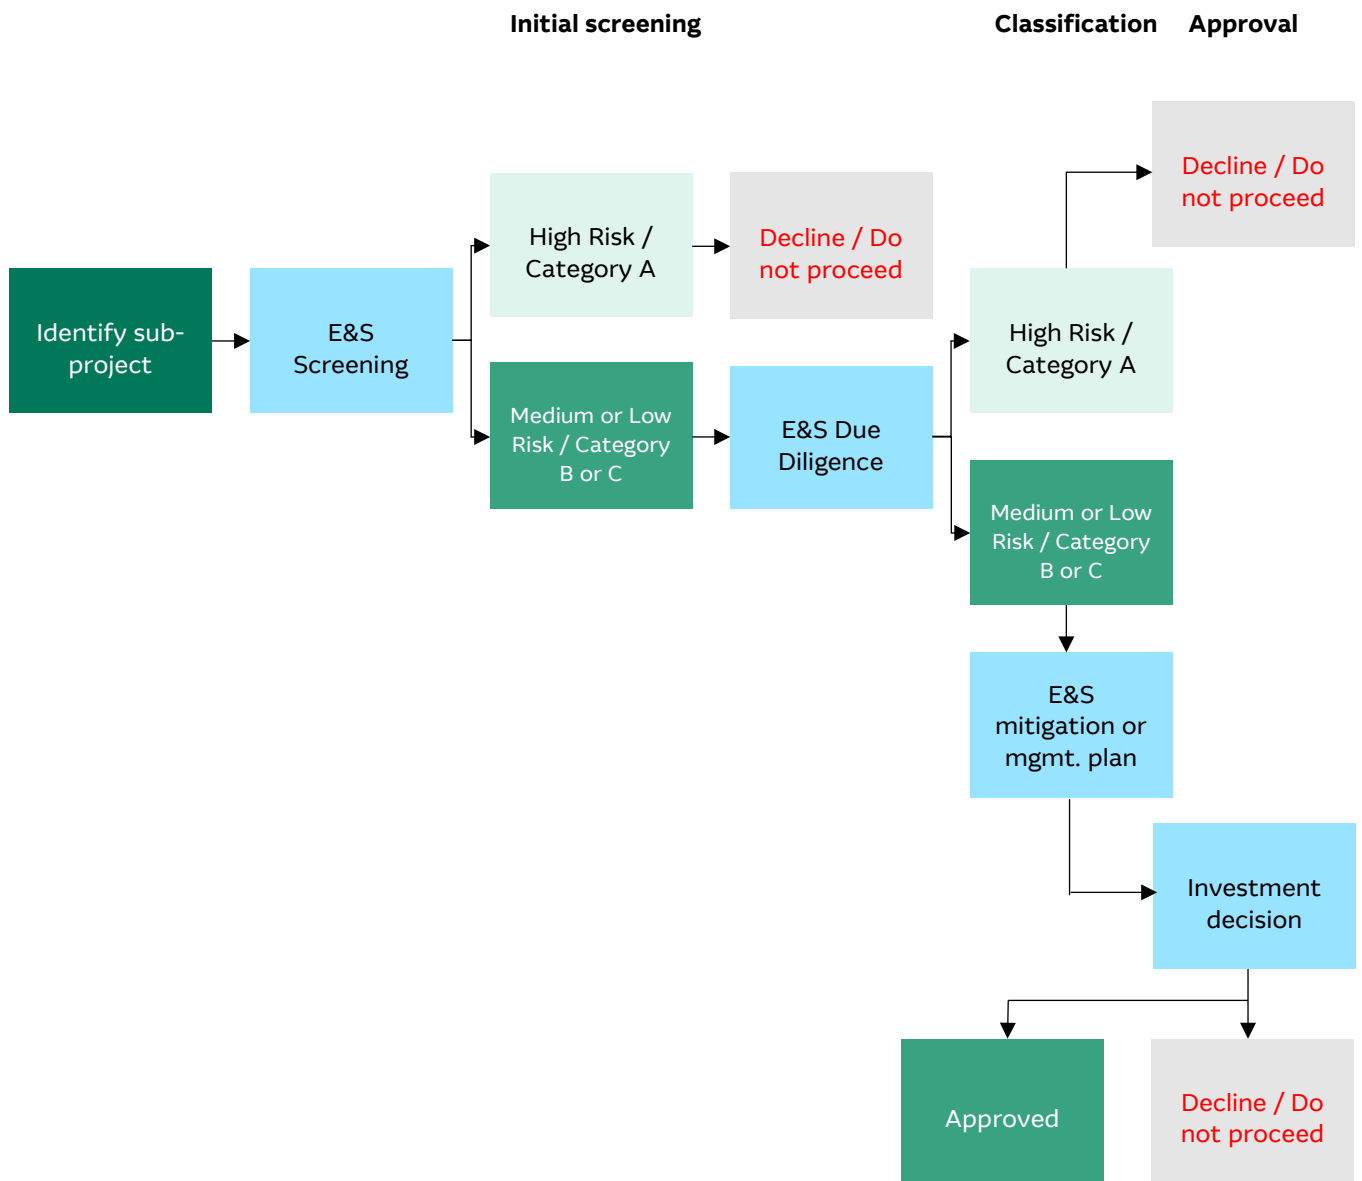 Initial screening
Classification
Approval
Decline / Do
not proceed
High Risk /
Category A
Decline / Do
not proceed
Identify sub-
project
E&S
Screening
High Risk /
Category A
Medium or Low
Risk / Category
B or C
E&S Due
Diligence
Medium or Low
Risk / Category
B or C
E&S
mitigation or
mgmt. plan
Investment
decision
Approved
Decline / Do
not proceed